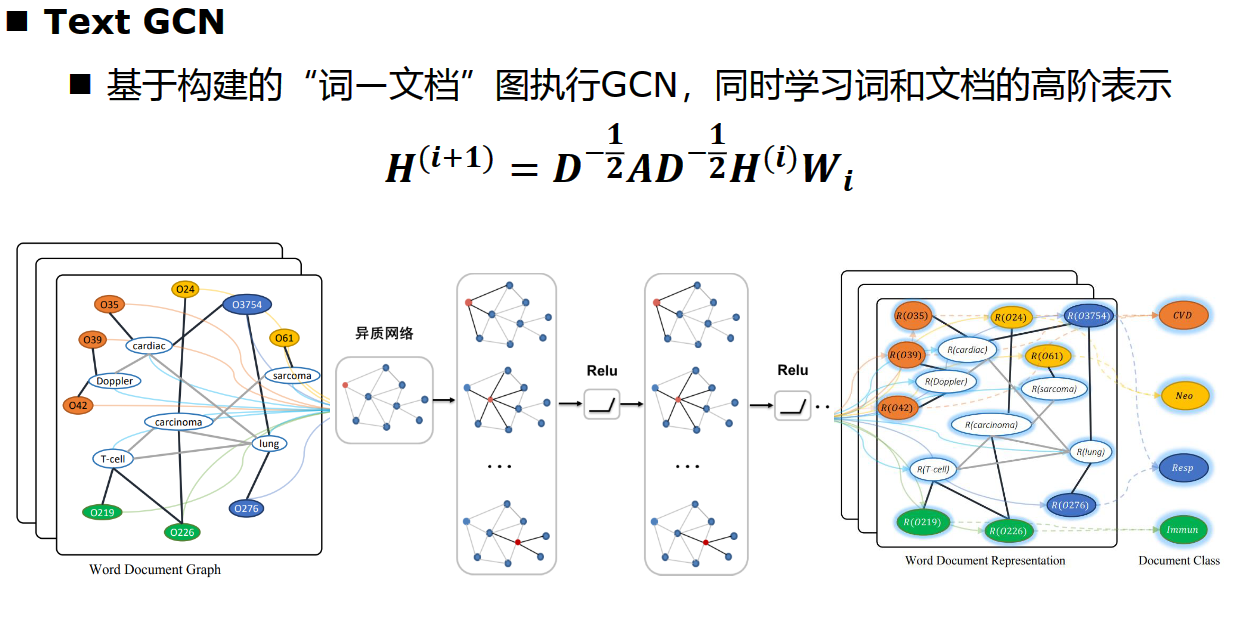 ■ Text GCN
■ 基于构建的“词—文档”图执行GCN，同时学习词和文档的高阶表示
H^(i+1) = D^(-1/2) A D^(-1/2) H^(i) W_i
O35
O24
O3754
O39
cardiac
O61
Doppler
sarcoma
O42
carcinoma
lung
T-cell
O219
O226
O276
Word Document Graph
异质网络
...
Relu
...
Relu
..
R(O35)
R(O24)
R(O3754)
R(O39)
R(cardiac)
R(O61)
R(Doppler)
R(sarcoma)
R(O42)
R(carcinoma)
R(lung)
R(T-cell)
R(O276)
R(O219)
R(O226)
Word Document Representation
CVD
Neo
Resp
Immun
Document Class